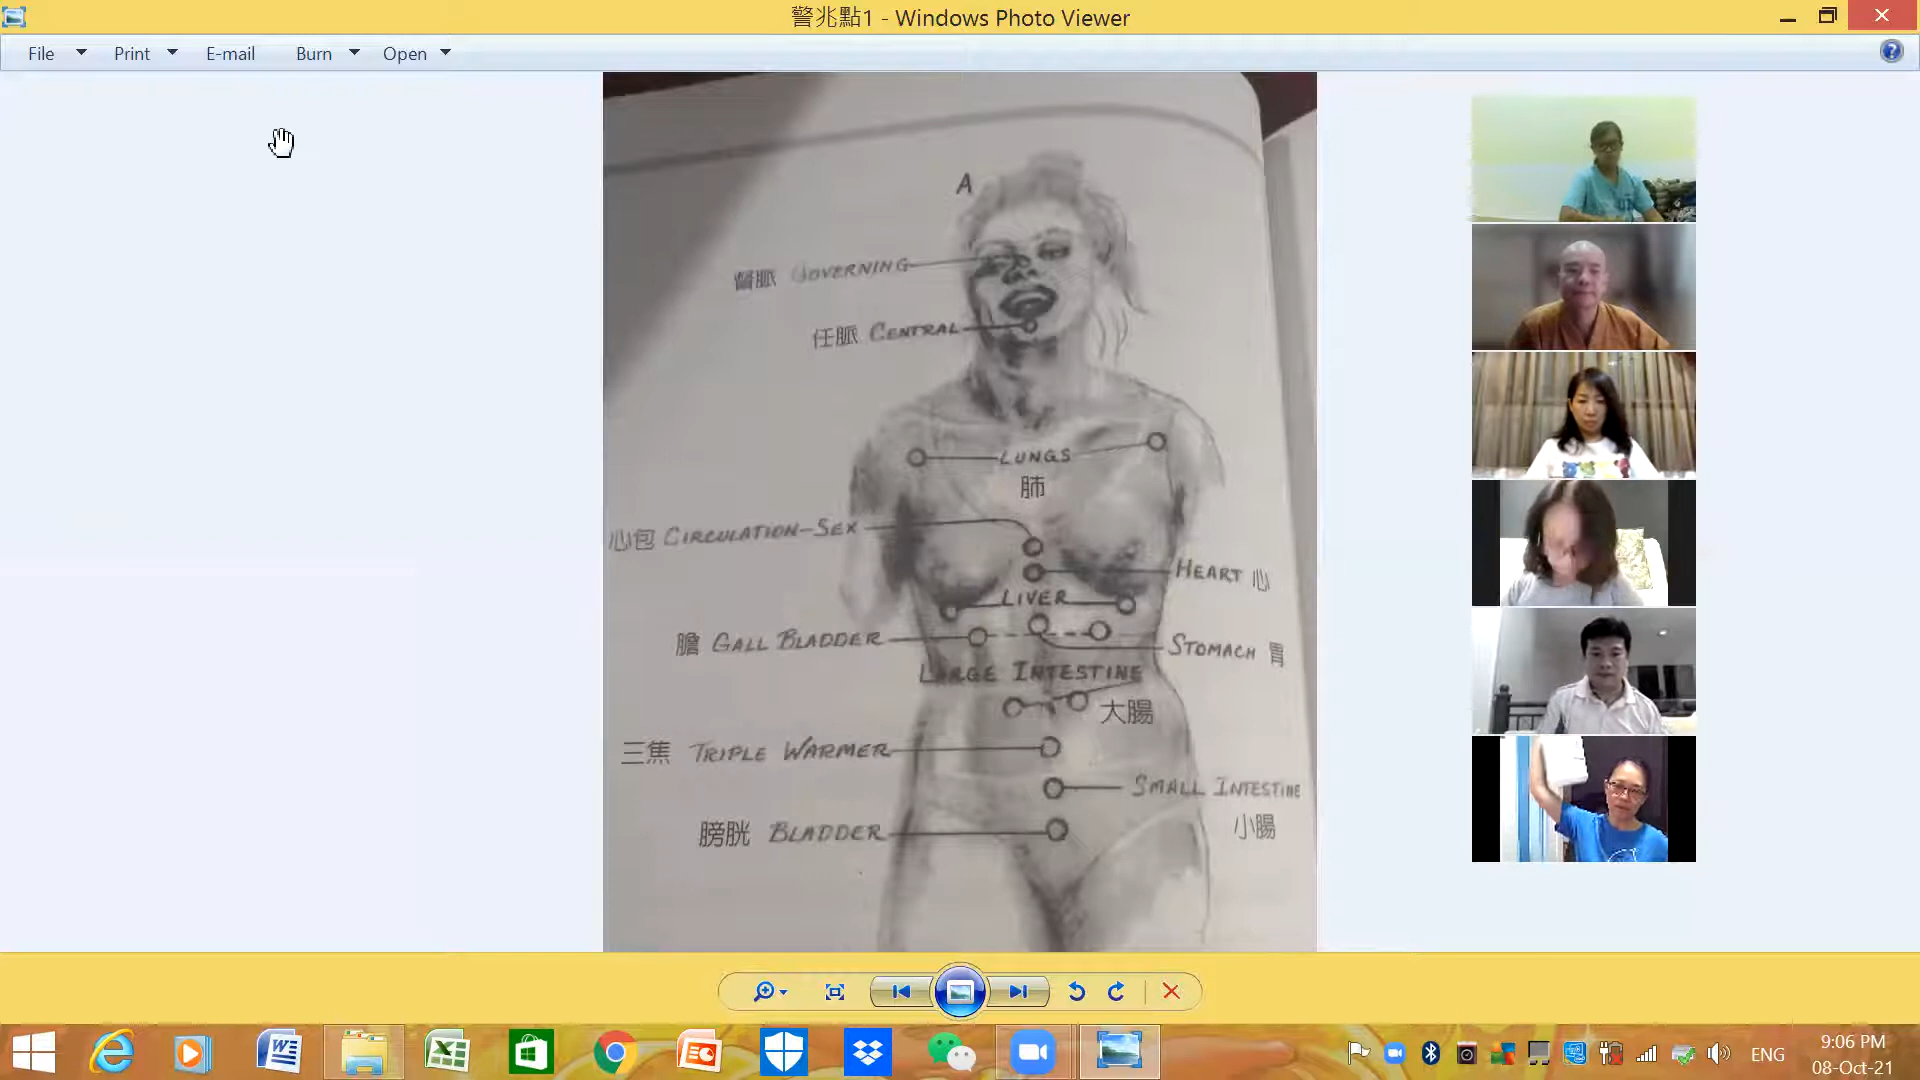 警兆點1 - Windows Photo Viewer
File Print E-mail Burn Open
A
督脈 GOVERNING
任脈 CENTRAL
LUNGS
肺
心包 CIRCULATION-SEX
HEART 心
LIVER
膽 GALL BLADDER
STOMACH 胃
LARGE INTESTINE
大腸
三焦 TRIPLE WARMER
SMALL INTESTINE
小腸
膀胱 BLADDER
ENG
9:06 PM
08-Oct-21